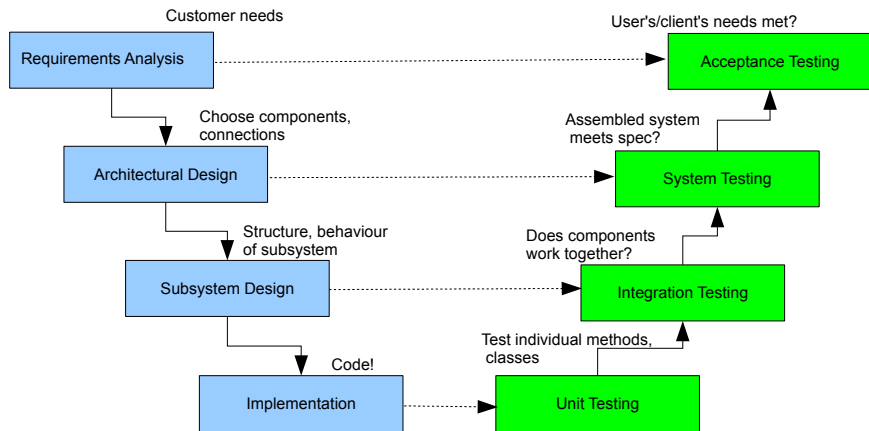 Customer needs
User's/client's needs met?
Requirements Analysis
Acceptance Testing
Choose components,
connections
Assembled system
meets spec?
Architectural Design
System Testing
Structure, behaviour
of subsystem
Does components
work together?
Subsystem Design
Integration Testing
Test individual methods,
classes
Code!
Implementation
Unit Testing